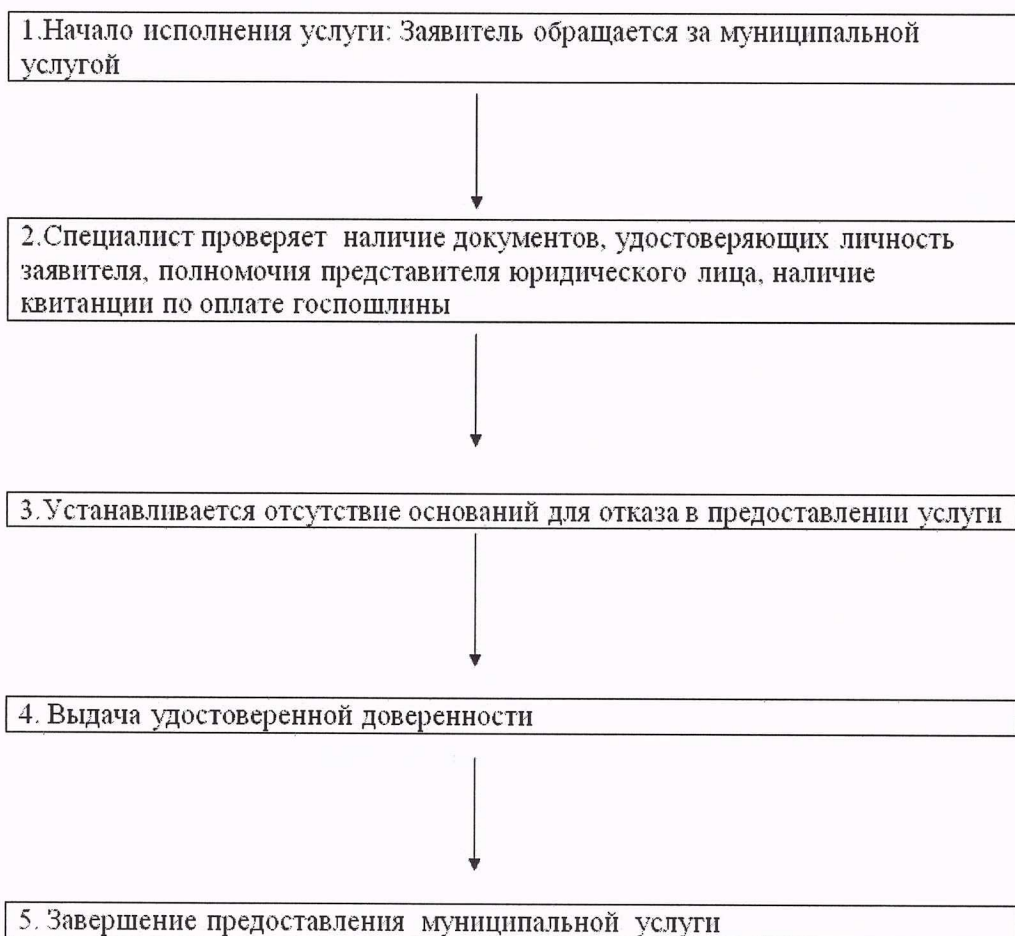 1.Начало исполнения услуги: Заявитель обращается за муниципальной
услугой
2.Специалист проверяет наличие документов, удостоверяющих личность
заявителя, полномочия представителя юридического лица, наличие
квитанции по оплате госпошлины
3.Устанавливается отсутствие оснований для отказа в предоставлении услуги
4. Выдача удостоверенной доверенности
5. Завершение предоставления муниципальной услуги